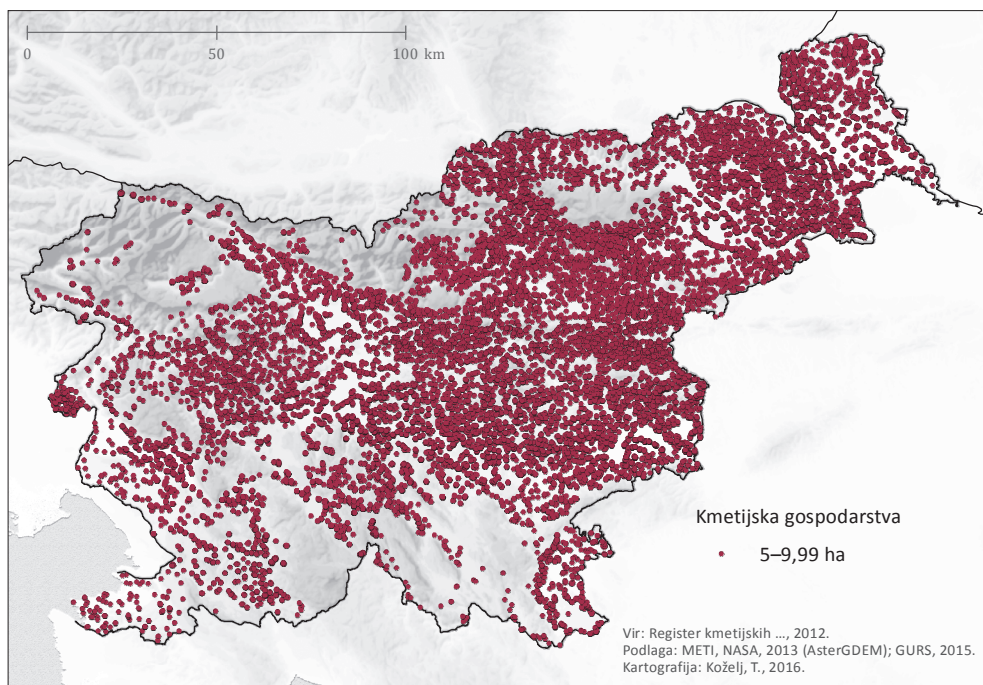 0 50 100 km
Kmetijska gospodarstva
5–9,99 ha
Vir: Register kmetijskih ..., 2012.
Podlaga: METI, NASA, 2013 (AsterGDEM); GURS, 2015.
Kartografija: Koželj, T., 2016.